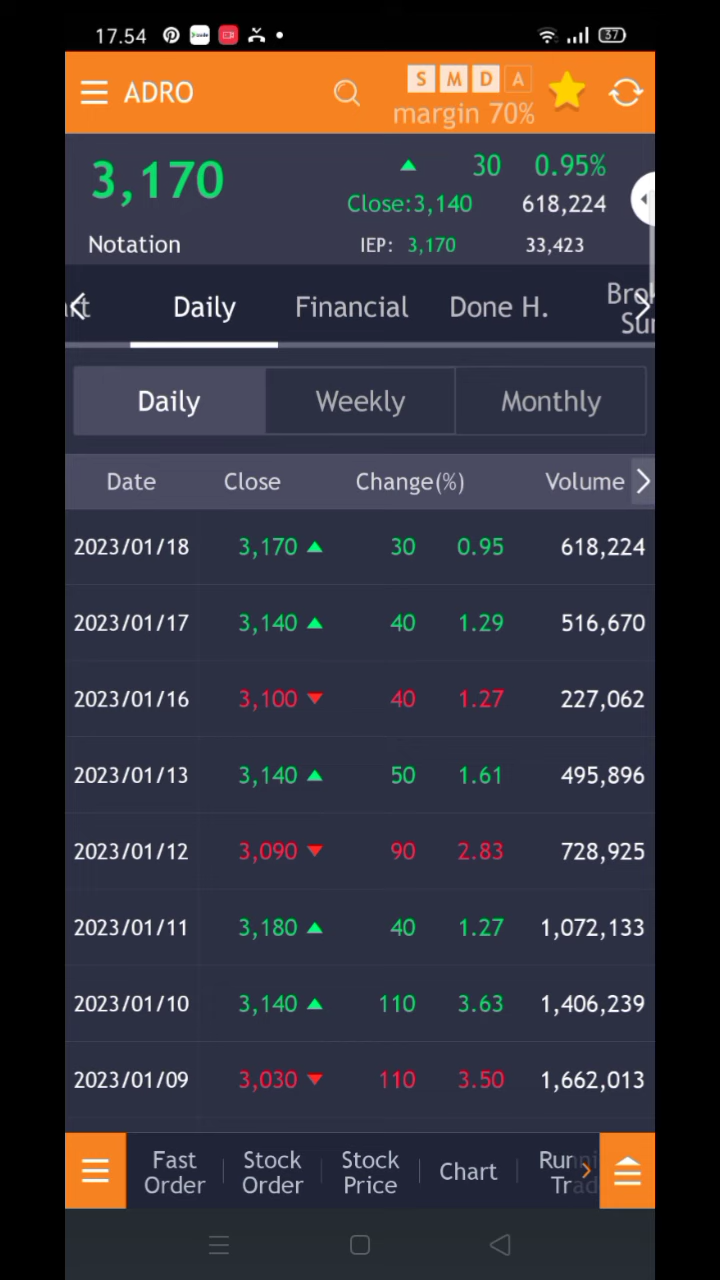 17.54 37
ADRO S M D A
margin 70%
3,170 ▲ 30 0.95%
Close:3,140 618,224
Notation IEP: 3,170 33,423
Daily Financial Done H.
Daily Weekly Monthly
Date Close Change(%) Volume
2023/01/18 3,170 ▲ 30 0.95 618,224
2023/01/17 3,140 ▲ 40 1.29 516,670
2023/01/16 3,100 ▼ 40 1.27 227,062
2023/01/13 3,140 ▲ 50 1.61 495,896
2023/01/12 3,090 ▼ 90 2.83 728,925
2023/01/11 3,180 ▲ 40 1.27 1,072,133
2023/01/10 3,140 ▲ 110 3.63 1,406,239
2023/01/09 3,030 ▼ 110 3.50 1,662,013
Fast Stock Stock Chart
Order Order Price